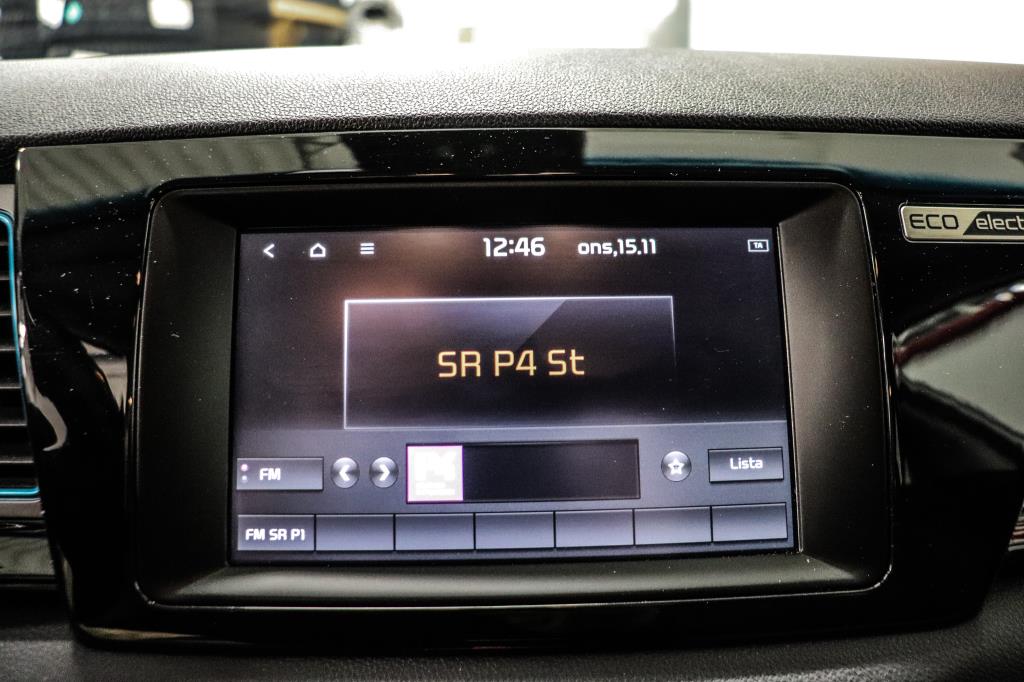 12:46 ons,15.11 TA
ECO elect
SR P4 St
FM Lista
FM SR P1